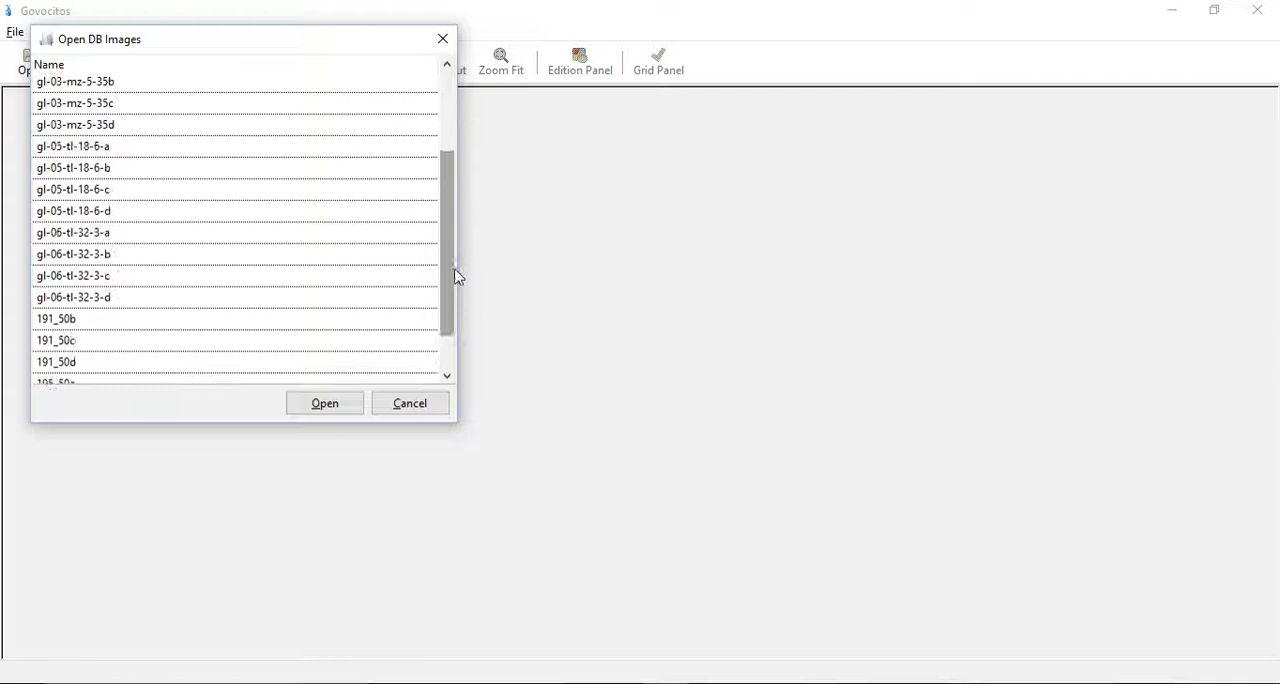 Govocitos
File
Open DB Images
Zoom Fit
Edition Panel
Grid Panel
Name
gl-03-mz-5-35b
gl-03-mz-5-35c
gl-03-mz-5-35d
gl-05-tl-18-6-a
gl-05-tl-18-6-b
gl-05-tl-18-6-c
gl-05-tl-18-6-d
gl-06-tl-32-3-a
gl-06-tl-32-3-b
gl-06-tl-32-3-c
gl-06-tl-32-3-d
191_50b
191_50c
191_50d
Open
Cancel